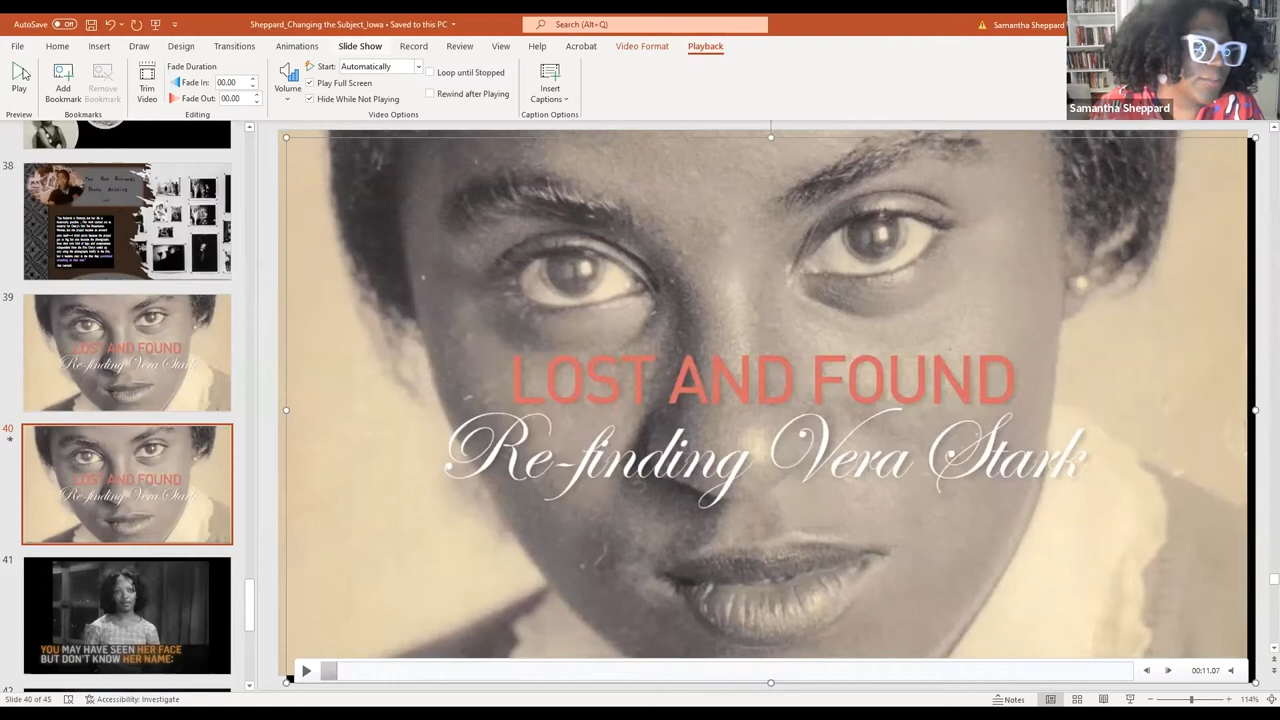 AutoSave Off Sheppard_Changing the Subject_Iowa • Saved to this PC Search (Alt+Q) Samantha Sheppard
File Home Insert Draw Design Transitions Animations Slide Show Record Review View Help Acrobat Video Format Playback
Play
Preview
Add Bookmark
Remove Bookmark
Bookmarks
Trim Video
Fade Duration
Fade In: 00.00
Fade Out: 00.00
Editing
Volume
Start: Automatically
Play Full Screen
Hide While Not Playing
Loop until Stopped
Rewind after Playing
Video Options
Insert Captions
Caption Options
Samantha Sheppard
38
39
LOST AND FOUND
Re-finding Vera Stark
40
LOST AND FOUND
Re-finding Vera Stark
41
YOU MAY HAVE SEEN HER FACE
BUT DON'T KNOW HER NAME:
LOST AND FOUND
Re-finding Vera Stark
00:11.07
Slide 40 of 45 Accessibility: Investigate Notes 114%